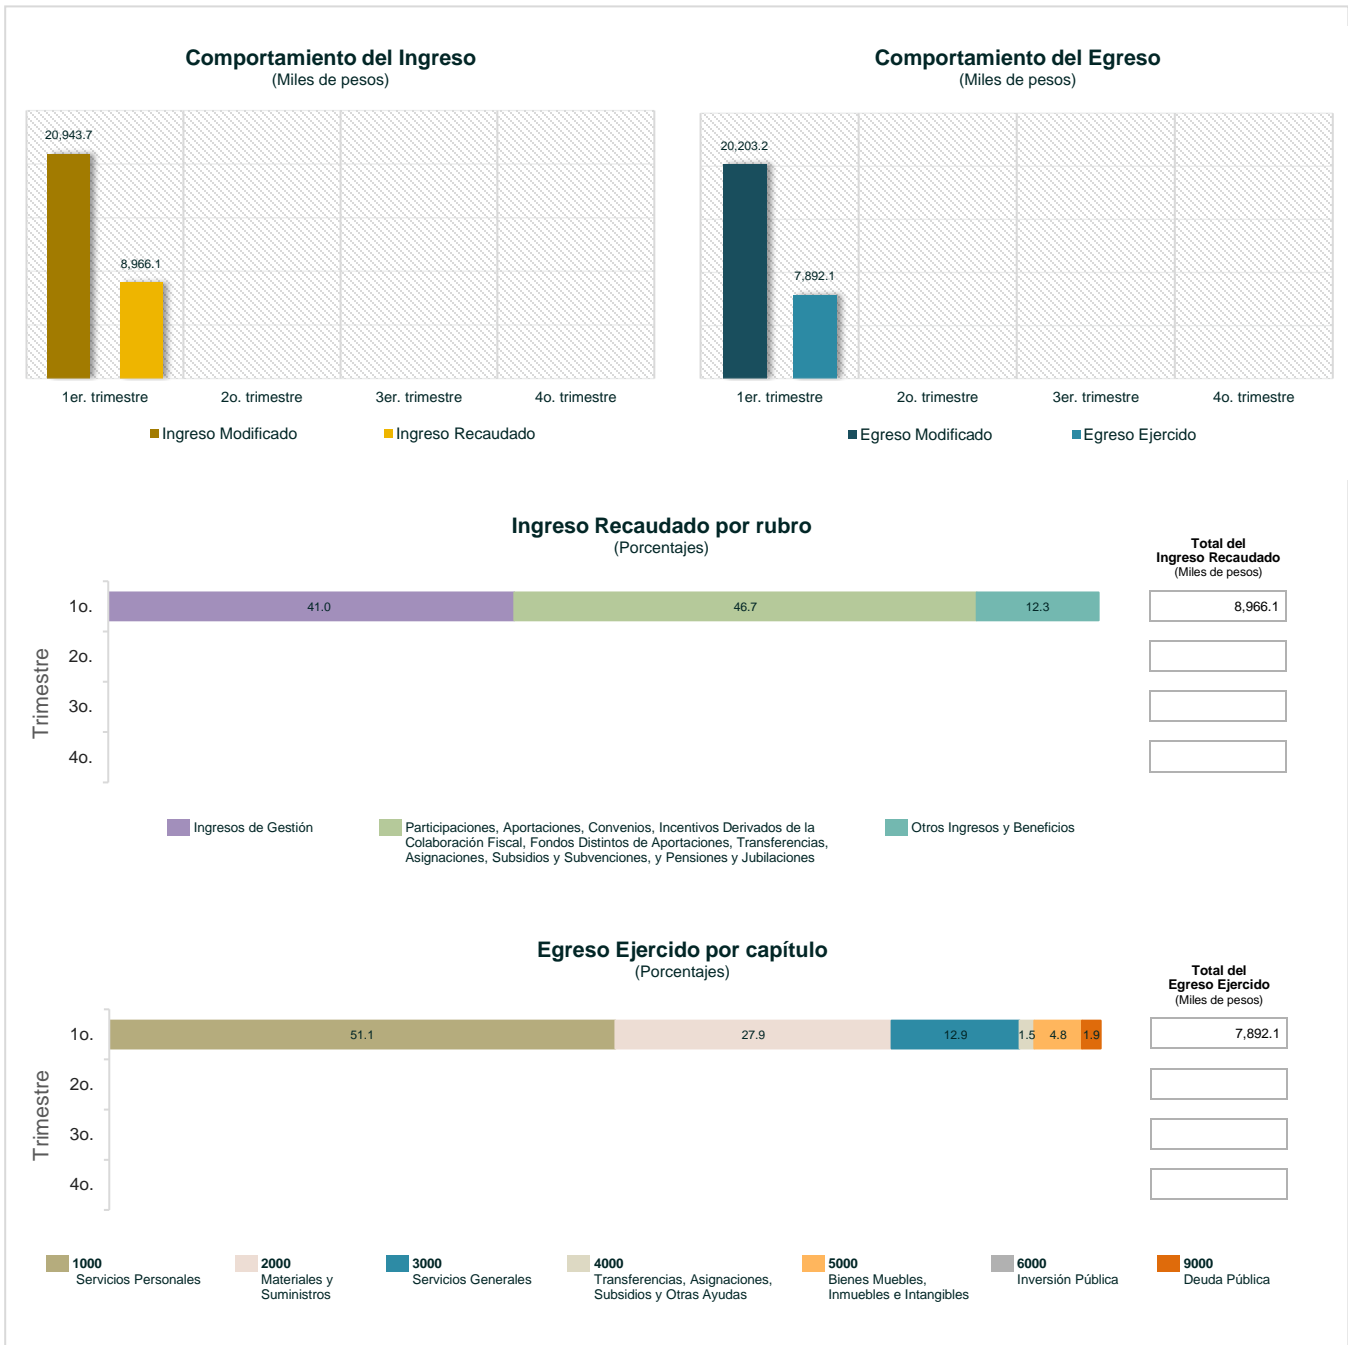 Comportamiento del Ingreso
(Miles de pesos)
20,943.7
8,966.1
1er. trimestre
2o. trimestre
3er. trimestre
4o. trimestre
Ingreso Modificado
Ingreso Recaudado
Comportamiento del Egreso
(Miles de pesos)
20,203.2
7,892.1
1er. trimestre
2o. trimestre
3er. trimestre
4o. trimestre
Egreso Modificado
Egreso Ejercido
Ingreso Recaudado por rubro
(Porcentajes)
Total del
Ingreso Recaudado
(Miles de pesos)
Trimestre
1o.
41.0
46.7
12.3
8,966.1
2o.
3o.
4o.
Ingresos de Gestión
Participaciones, Aportaciones, Convenios, Incentivos Derivados de la
Colaboración Fiscal, Fondos Distintos de Aportaciones, Transferencias,
Asignaciones, Subsidios y Subvenciones, y Pensiones y Jubilaciones
Otros Ingresos y Beneficios
Egreso Ejercido por capítulo
(Porcentajes)
Total del
Egreso Ejercido
(Miles de pesos)
Trimestre
1o.
51.1
27.9
12.9
1.5
4.8
1.9
7,892.1
2o.
3o.
4o.
1000
Servicios Personales
2000
Materiales y
Suministros
3000
Servicios Generales
4000
Transferencias, Asignaciones,
Subsidios y Otras Ayudas
5000
Bienes Muebles,
Inmuebles e Intangibles
6000
Inversión Pública
9000
Deuda Pública